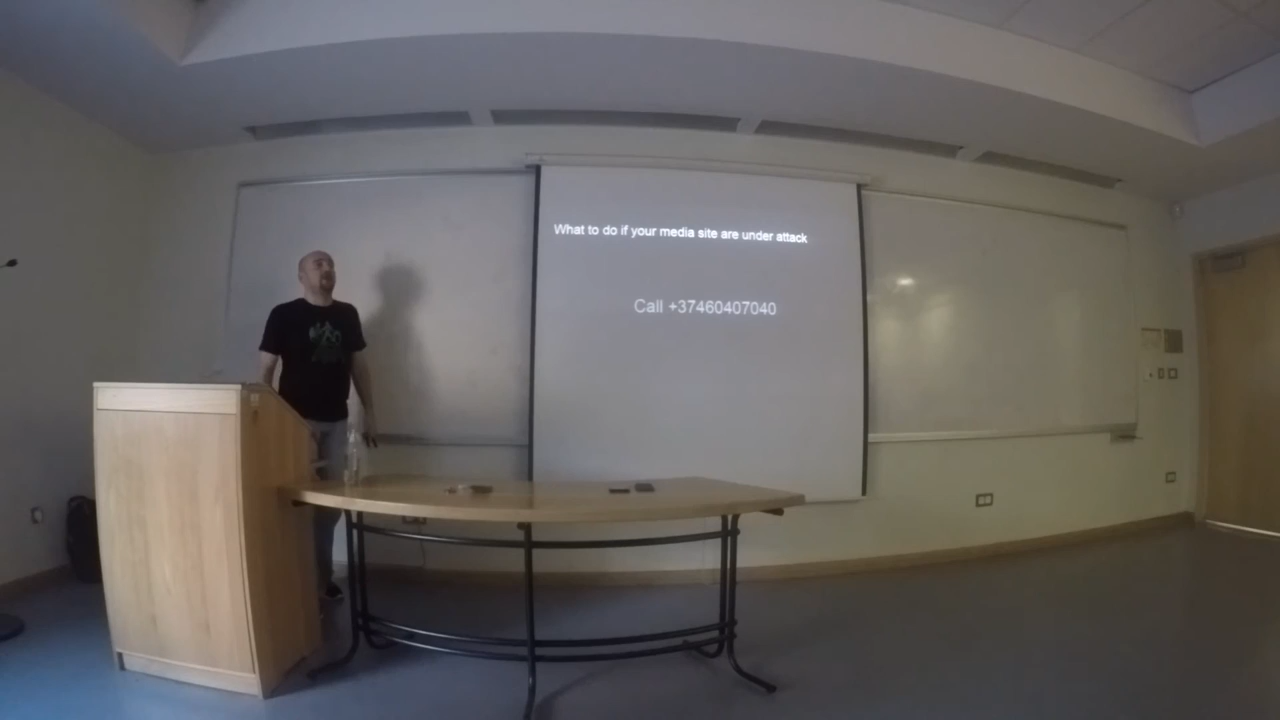 What to do if your media site are under attack
Call +37460407040